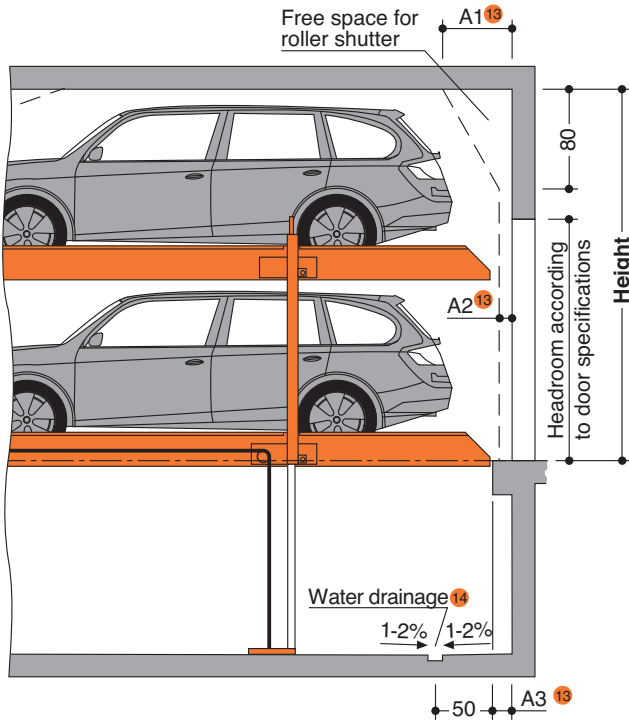 Free space for
roller shutter
A1 13
80
Height
Headroom according
to door specifications
A2 13
Water drainage 14
1-2% 1-2%
50
A3 13